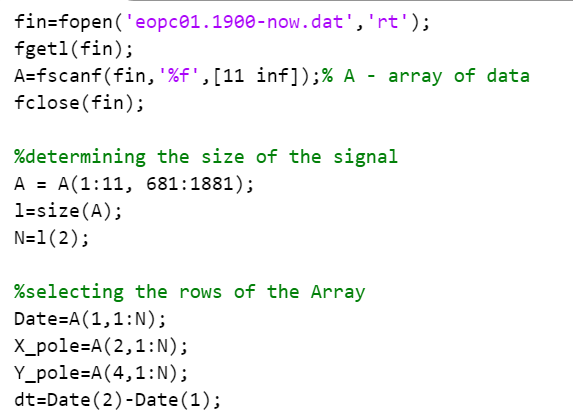 fin=fopen('eopc01.1900-now.dat','rt');
fgetl(fin);
A=fscanf(fin,'%f',[11 inf]);% A - array of data
fclose(fin);
%determining the size of the signal
A = A(1:11, 681:1881);
l=size(A);
N=l(2);
%selecting the rows of the Array
Date=A(1,1:N);
X_pole=A(2,1:N);
Y_pole=A(4,1:N);
dt=Date(2)-Date(1);